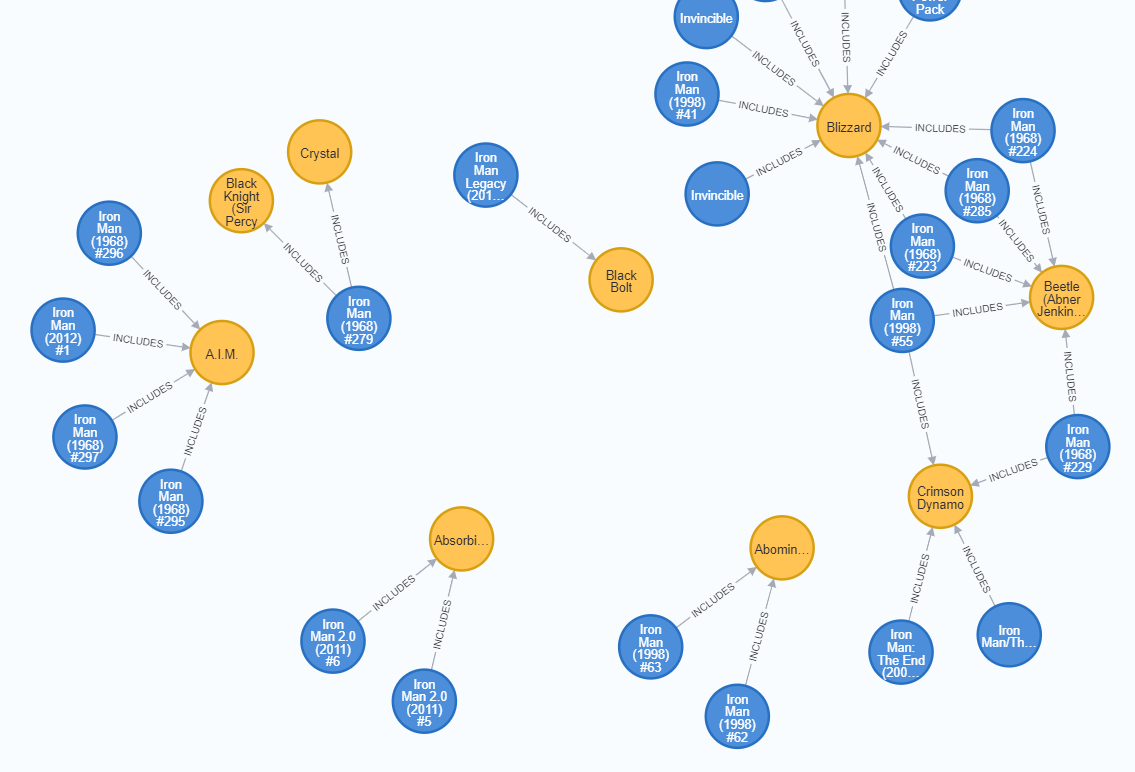 Power
Pack
Invincible
INCLUDES
INCLUDES
INCLUDES
INCLUDES
Iron
Man
(1998)
#41
INCLUDES
Blizzard
INCLUDES
Iron
Man
(1968)
#224
Invincible
INCLUDES
INCLUDES
Iron
Man
(1968)
#285
INCLUDES
INCLUDES
INCLUDES
INCLUDES
Iron
Man
(1968)
#223
INCLUDES
Beetle
(Abner
Jenkin...
Iron
Man
(1998)
#55
INCLUDES
INCLUDES
INCLUDES
Iron
Man
(1968)
#229
INCLUDES
Crimson
Dynamo
INCLUDES
INCLUDES
Iron
Man:
The End
(200...
Iron
Man/Th...
Crystal
Black
Knight
(Sir
Percy
INCLUDES
INCLUDES
Iron
Man
(1968)
#279
Iron
Man
Legacy
(201...
INCLUDES
Black
Bolt
Iron
Man
(1968)
#296
INCLUDES
Iron
Man
(2012)
#1
INCLUDES
A.I.M.
INCLUDES
Iron
Man
(1968)
#297
INCLUDES
Iron
Man
(1968)
#295
Absorbi...
INCLUDES
INCLUDES
Iron
Man 2.0
(2011)
#6
Iron
Man 2.0
(2011)
#5
Abomin...
INCLUDES
INCLUDES
Iron
Man
(1998)
#63
Iron
Man
(1998)
#62